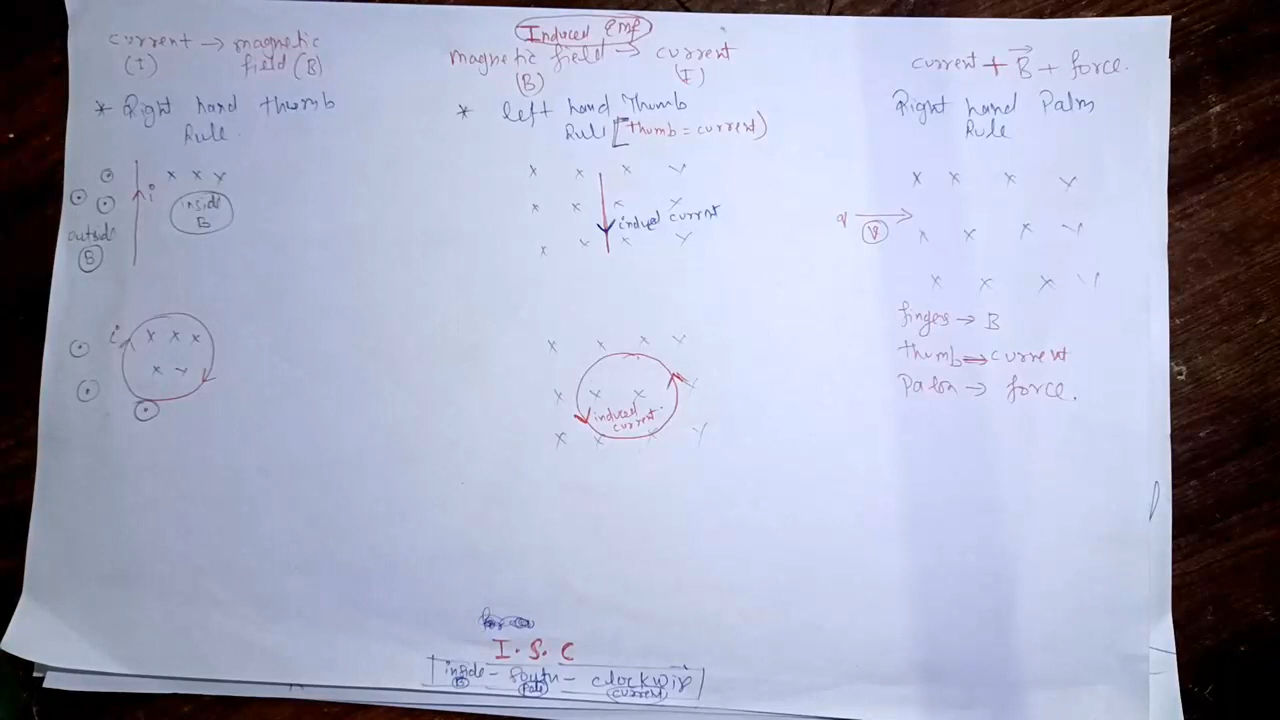 current → magnetic
(I) field (B)
* Right hand thumb
Rule.
x x x
i
inside
B
outside
B
i
x x x
x x
Induced Emf
magnetic field → current
(B) (I)
* left hand Thumb
Rule [thumb = current)
x x x x
x x x x
induced current
x x x x
x x x x
x x x
induced
current
x x x x
current + B + force.
Right hand Palm
Rule
x x x x
q → v
x x x x
x x x x
fingers → B
thumb → current
Palm → force.
I. S. C
inside - South - clockwise
B Pole current